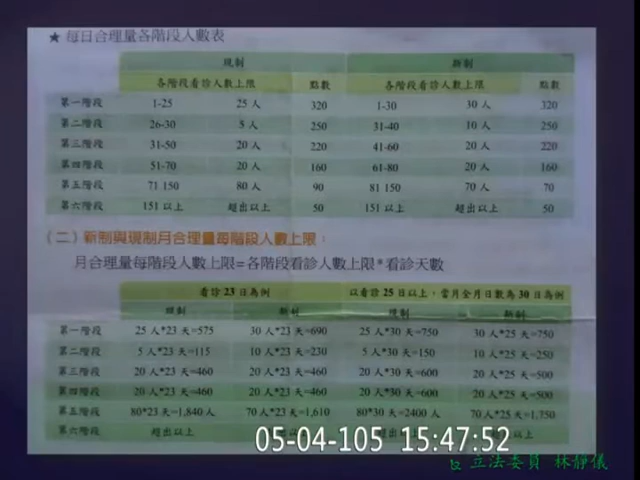 ★ 每日合理量各階段人數表
現制 新制
各階段看診人數上限 點數 各階段看診人數上限 點數
第一階段 1-25 25 人 320 1-30 30 人 320
第二階段 26-30 5 人 250 31-40 10 人 250
第三階段 31-50 20 人 220 41-60 20 人 220
第四階段 51-70 20 人 160 61-80 20 人 160
第五階段 71 150 80 人 90 81 150 70 人 70
第六階段 151 以上 超出以上 50 151 以上 超出以上 50
(二) 新制與現制月合理量每階段人數上限：
月合理量每階段人數上限=各階段看診人數上限*看診天數
看診 23 日為例 以看診 25 日以上，當月全月日數為 30 日為例
現制 新制 現制 新制
第一階段 25 人*23 天=575 30 人*23 天=690 25 人*30 天=750 30 人*25 天=750
第二階段 5 人*23 天=115 10 人*23 天=230 5 人*30 天=150 10 人*25 天=250
第三階段 20 人*23 天=460 20 人*23 天=460 20 人*30 天=600 20 人*25 天=500
第四階段 20 人*23 天=460 20 人*23 天=460 20 人*30 天=600 20 人*25 天=500
第五階段 80*23 天=1,840 人 70 人*23 天=1,610 80*30 天=2400 人 70 人*25 天=1,750
第六階段 超出以上 超出以上
05-04-105 15:47:52
立法委員 林靜儀